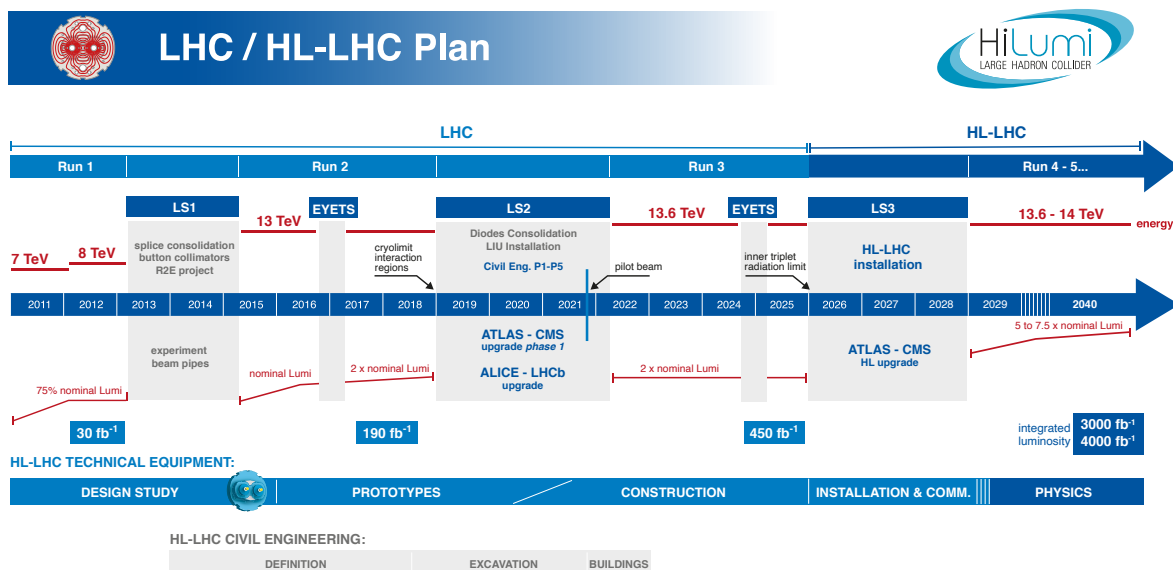 LHC / HL-LHC Plan
HiLumi
LARGE HADRON COLLIDER
LHC
HL-LHC
Run 1
Run 2
Run 3
Run 4 - 5...
LS1
EYETS
LS2
EYETS
LS3
7 TeV
8 TeV
13 TeV
13.6 TeV
13.6 - 14 TeV
energy
splice consolidation
button collimators
R2E project
cryolimit
interaction
regions
Diodes Consolidation
LIU Installation
Civil Eng. P1-P5
pilot beam
inner triplet
radiation limit
HL-LHC
installation
2011 2012 2013 2014 2015 2016 2017 2018 2019 2020 2021 2022 2023 2024 2025 2026 2027 2028 2029 2040
experiment
beam pipes
75% nominal Lumi
nominal Lumi
2 x nominal Lumi
ATLAS - CMS
upgrade phase 1
ALICE - LHCb
upgrade
2 x nominal Lumi
ATLAS - CMS
HL upgrade
5 to 7.5 x nominal Lumi
30 fb⁻¹
190 fb⁻¹
450 fb⁻¹
integrated
luminosity
3000 fb⁻¹
4000 fb⁻¹
HL-LHC TECHNICAL EQUIPMENT:
DESIGN STUDY
PROTOTYPES
CONSTRUCTION
INSTALLATION & COMM.
PHYSICS
HL-LHC CIVIL ENGINEERING:
DEFINITION
EXCAVATION
BUILDINGS